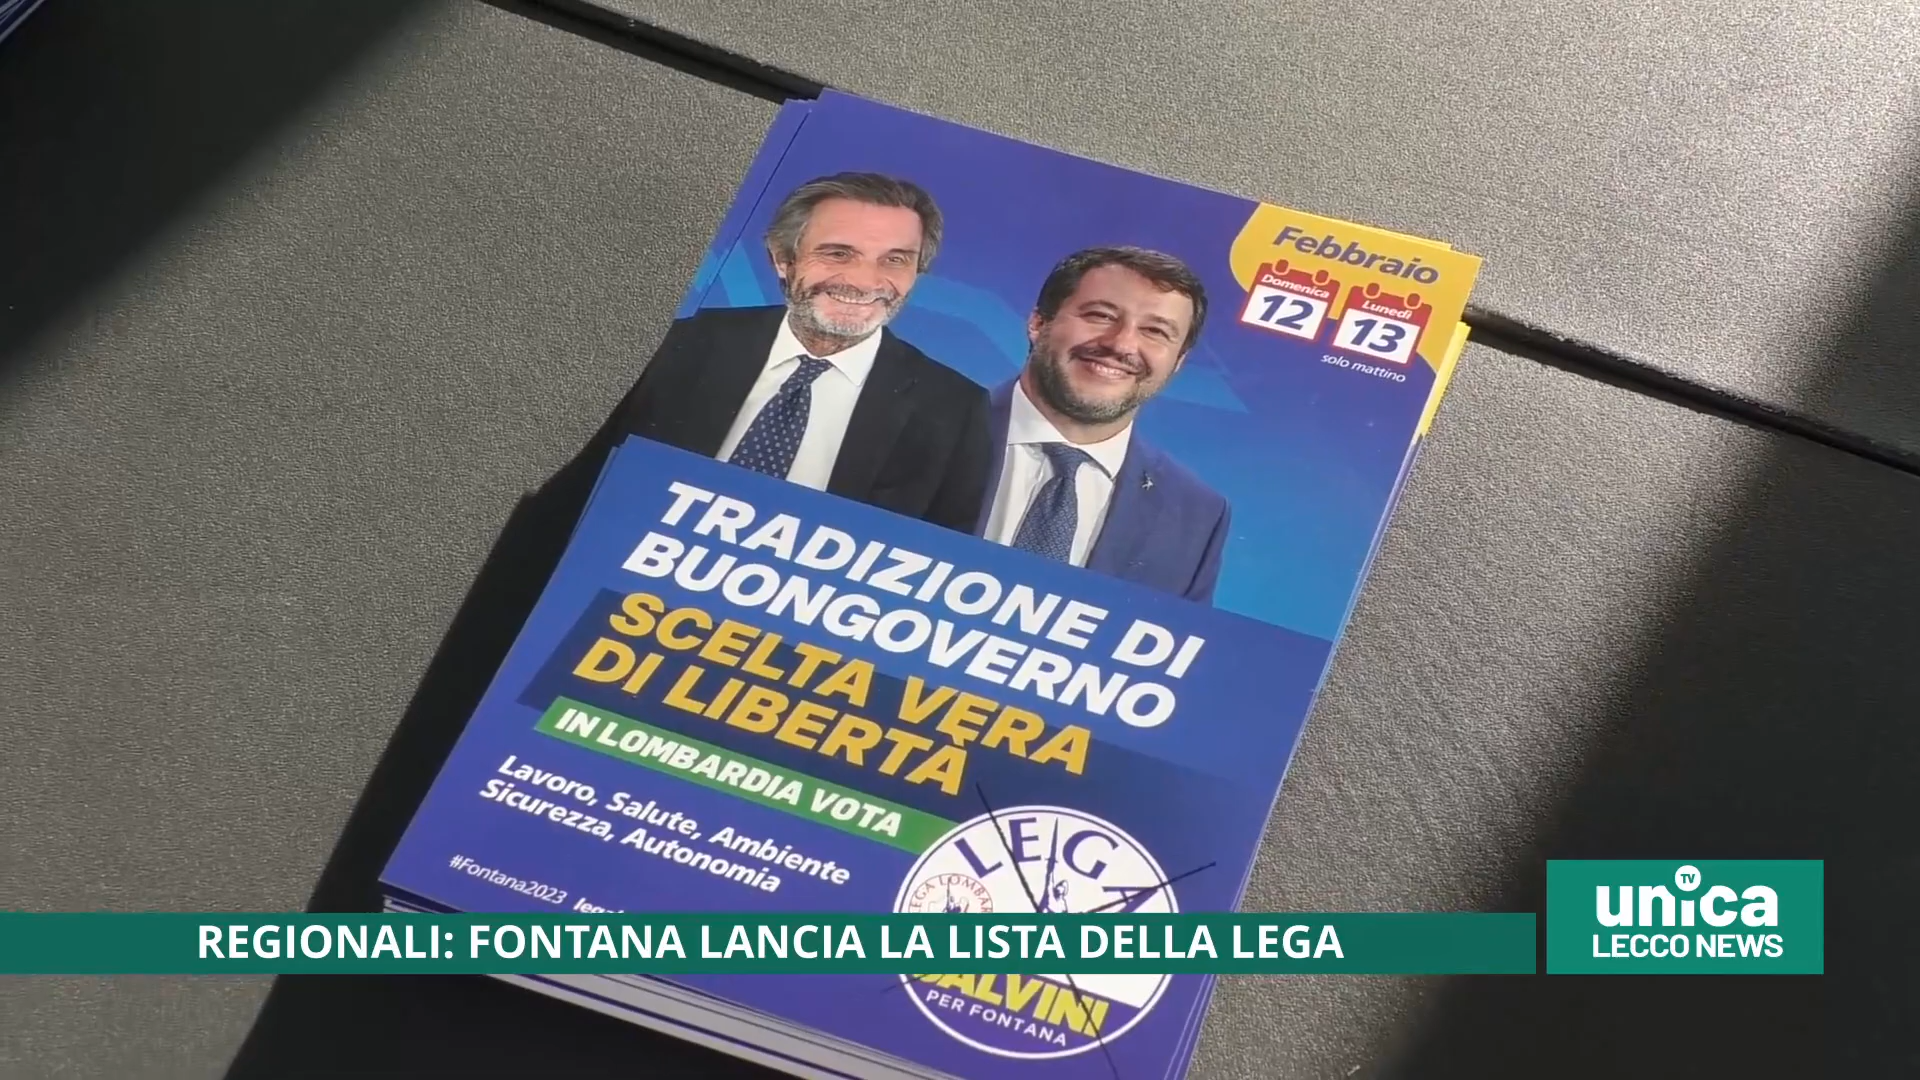 Febbraio
Domenica
12
Lunedì
13
solo mattino
TRADIZIONE DI
BUONGOVERNO
SCELTA VERA
DI LIBERTÀ
IN LOMBARDIA VOTA
Lavoro, Salute, Ambiente
Sicurezza, Autonomia
#Fontana2023
LEGA
LEGA LOMBARDA
SALVINI
PER FONTANA
REGIONALI: FONTANA LANCIA LA LISTA DELLA LEGA
unica TV
LECCO NEWS